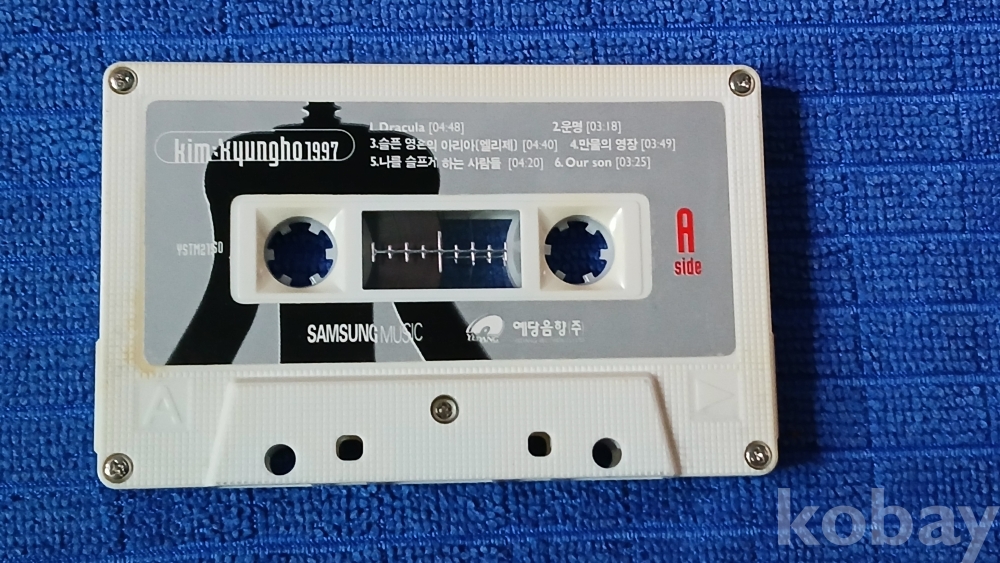 kim:kyungho 1997
1. Dracula [04:48] 2.운명 [03:18]
3.슬픈 영혼의 아리아(엘리제) [04:40] 4.만물의 영장 [03:49]
5.나를 슬프게 하는 사람들 [04:20] 6. Our son [03:25]
A
side
SAMSUNG MUSIC
YEDANG
예당음향(주)
kobay